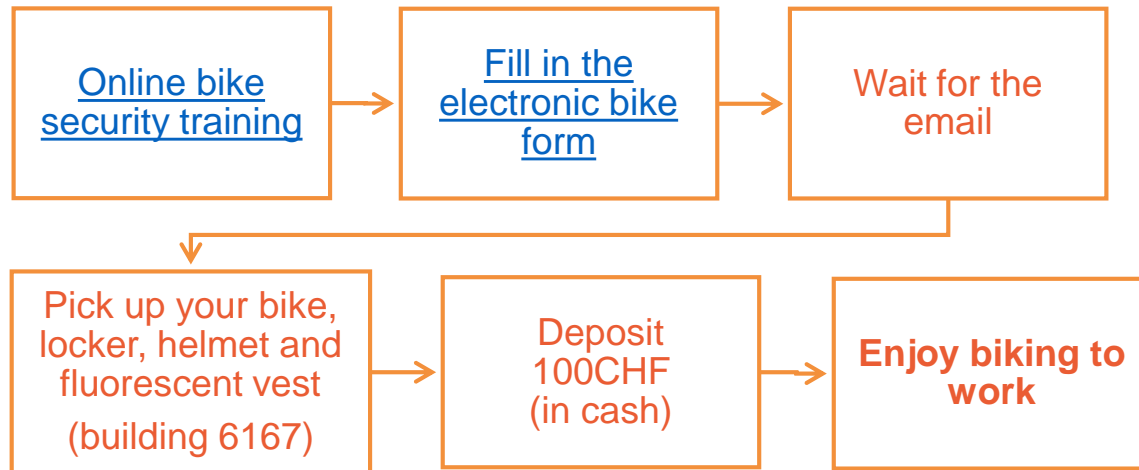 Online bike
security training
Fill in the
electronic bike
form
Wait for the
email
Pick up your bike,
locker, helmet and
fluorescent vest
(building 6167)
Deposit
100CHF
(in cash)
Enjoy biking to
work